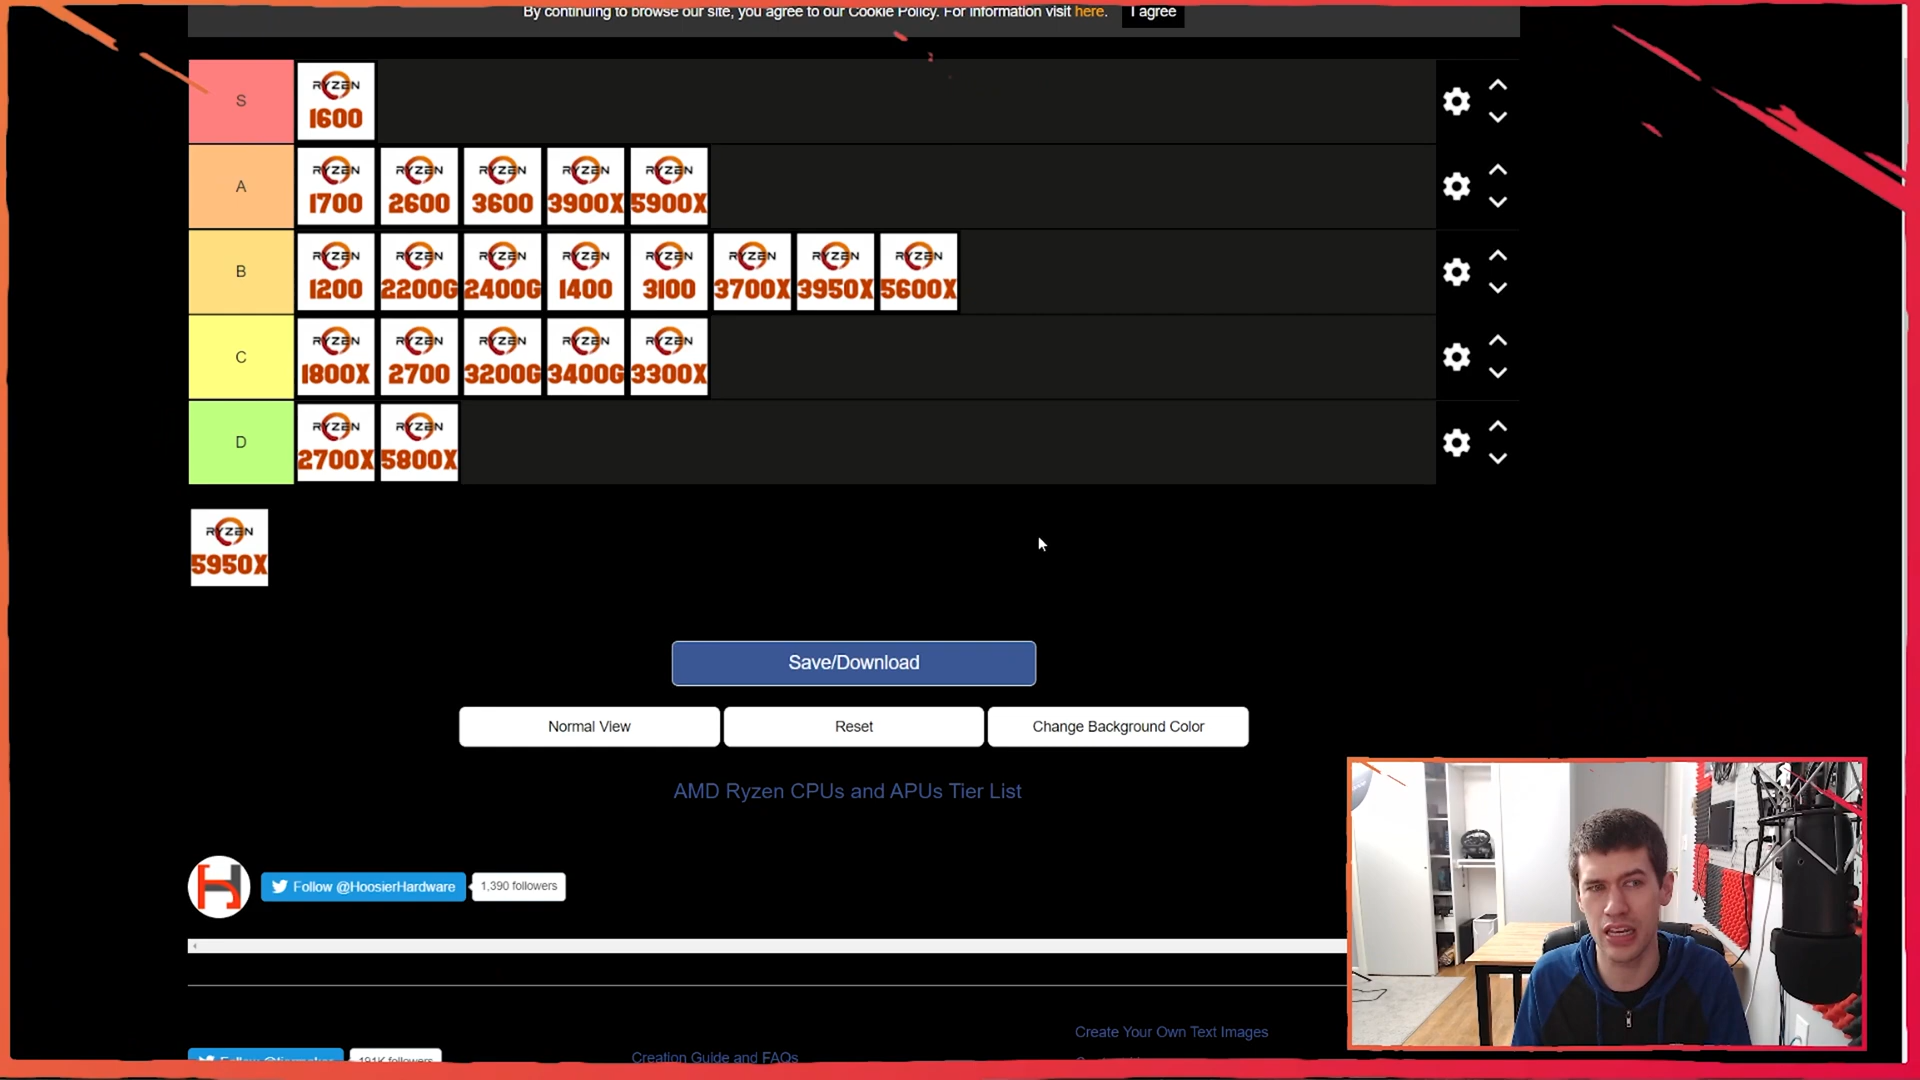 By continuing to browse our site, you agree to our Cookie Policy. For information visit here. I agree
S
RYZEN 1600
A
RYZEN 1700 RYZEN 2600 RYZEN 3600 RYZEN 3900X RYZEN 5900X
B
RYZEN 1200 RYZEN 2200G RYZEN 2400G RYZEN 1400 RYZEN 3100 RYZEN 3700X RYZEN 3950X RYZEN 5600X
C
RYZEN 1800X RYZEN 2700 RYZEN 3200G RYZEN 3400G RYZEN 3300X
D
RYZEN 2700X RYZEN 5800X
RYZEN 5950X
Save/Download
Normal View Reset Change Background Color
AMD Ryzen CPUs and APUs Tier List
Follow @HoosierHardware 1,390 followers
Create Your Own Text Images
Follow @tiermaker 191K followers Creation Guide and FAQs